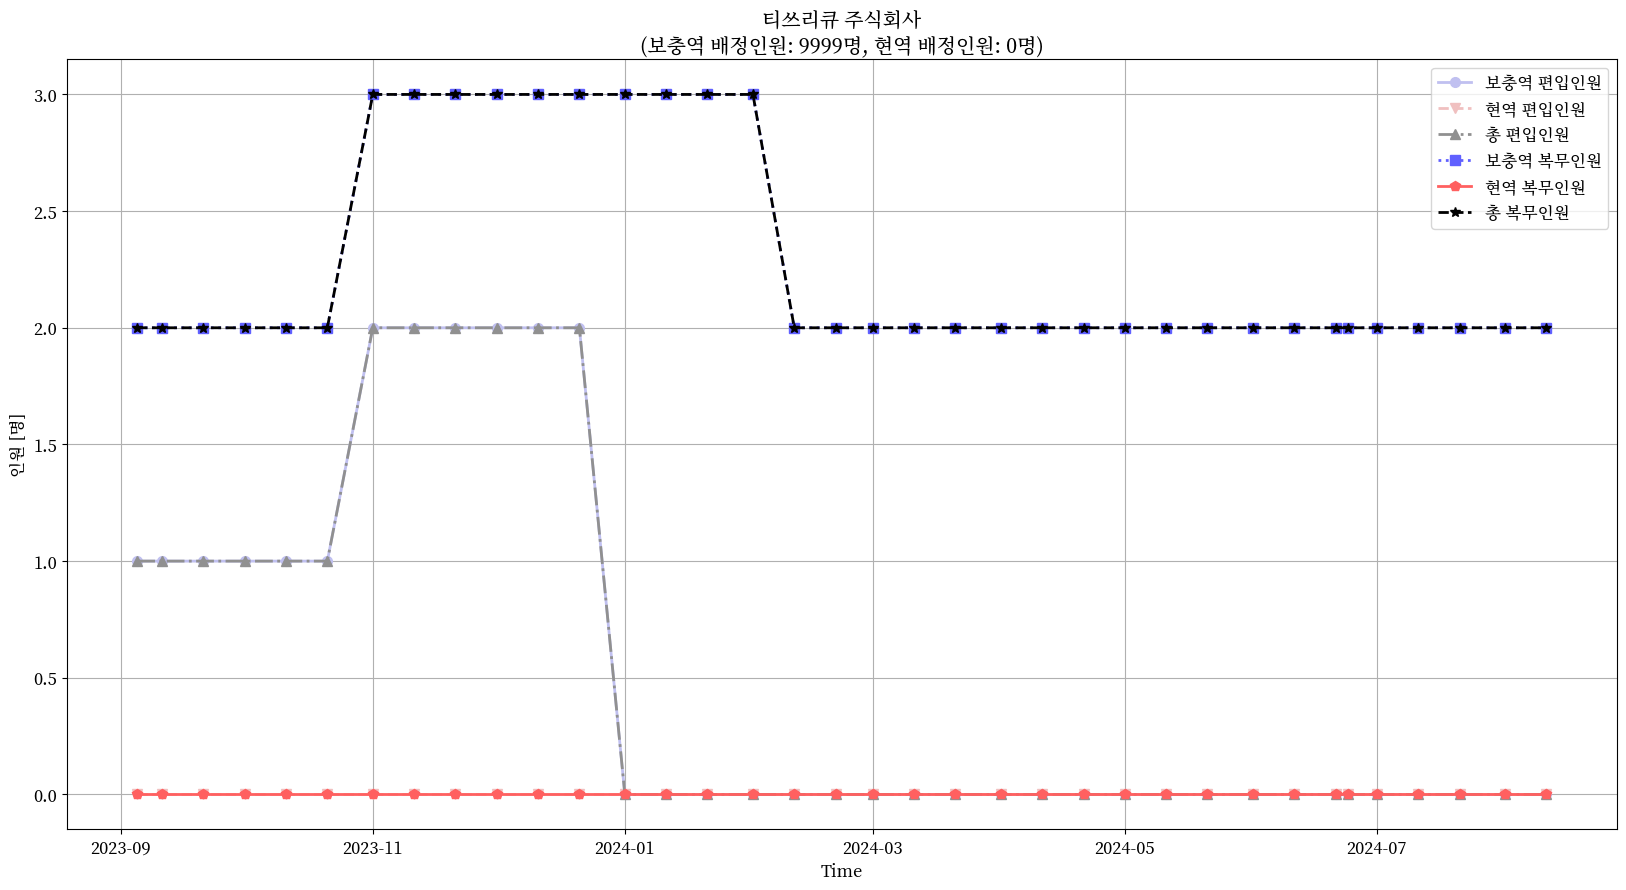 티쓰리큐 주식회사
(보충역 배정인원: 9999명, 현역 배정인원: 0명)
보충역 편입인원
현역 편입인원
총 편입인원
보충역 복무인원
현역 복무인원
총 복무인원
인원 [명]
3.0
2.5
2.0
1.5
1.0
0.5
0.0
2023-09
2023-11
2024-01
2024-03
2024-05
2024-07
Time